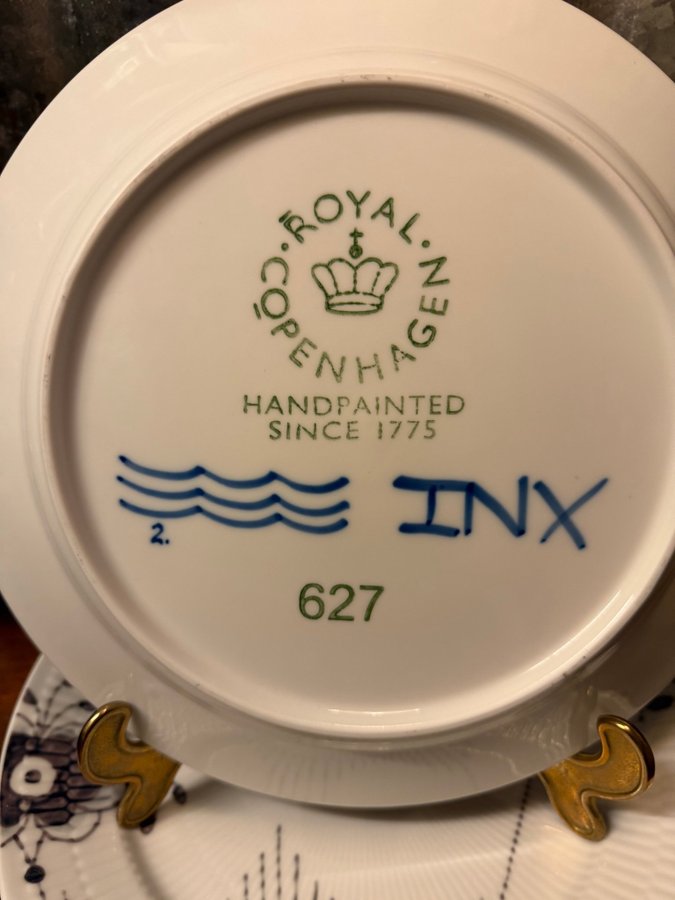 ROYAL · COPENHAGEN ·
HANDPAINTED
SINCE 1775
INX
2.
627